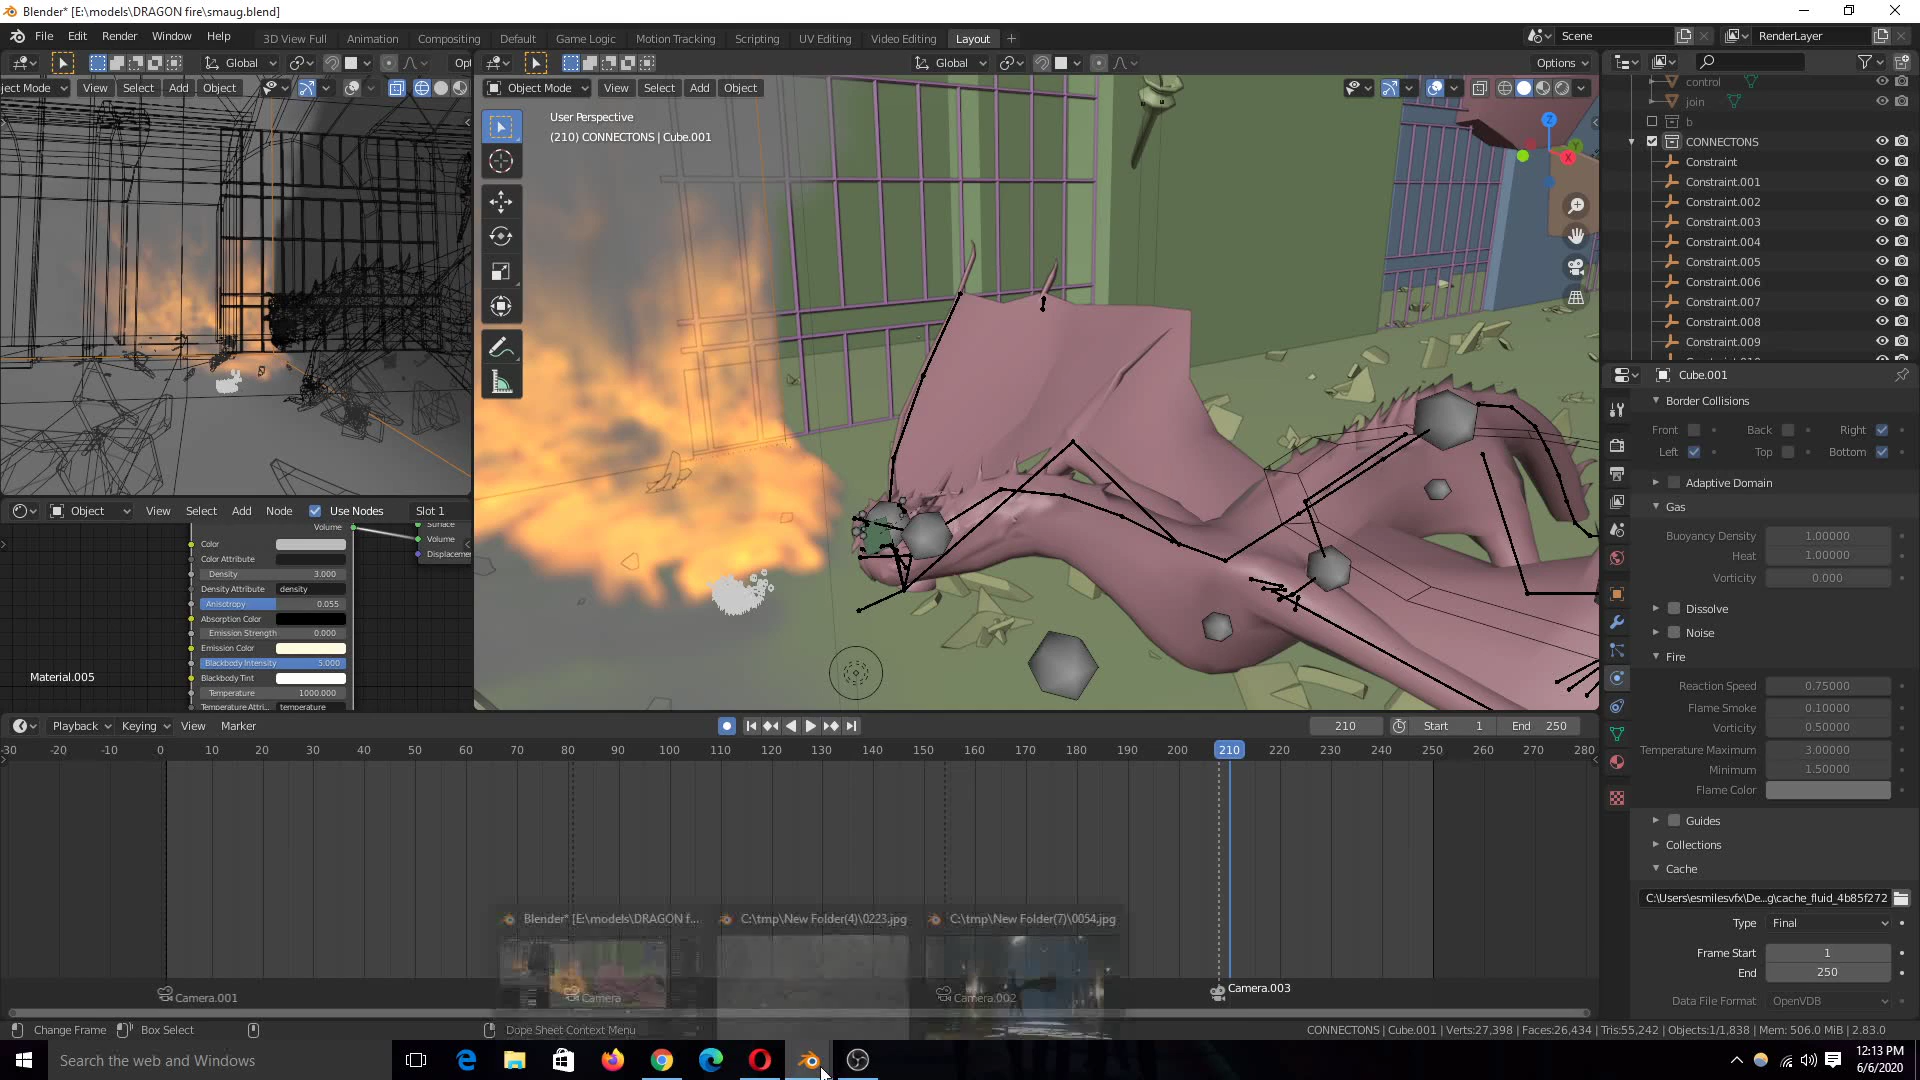 Blender* [E:\models\DRAGON fire\smaug.blend]
File Edit Render Window Help
3D View Full Animation Compositing Default Game Logic Motion Tracking Scripting UV Editing Video Editing Layout
Scene RenderLayer
Global Opt Global Options
ject Mode View Select Add Object
Object Mode View Select Add Object
User Perspective
(210) CONNECTONS | Cube.001
control
join
b
CONNECTONS
Constraint
Constraint.001
Constraint.002
Constraint.003
Constraint.004
Constraint.005
Constraint.006
Constraint.007
Constraint.008
Constraint.009
Z
Y
X
Cube.001
Border Collisions
Front Back Right
Left Top Bottom
Adaptive Domain
Gas
Buoyancy Density 1.00000
Heat 1.00000
Vorticity 0.000
Dissolve
Noise
Fire
Reaction Speed 0.75000
Flame Smoke 0.10000
Vorticity 0.50000
Temperature Maximum 3.00000
Minimum 1.50000
Flame Color
Guides
Collections
Cache
C:\Users\esmilesvfx\De...g\cache_fluid_4b85f272
Type Final
Frame Start 1
End 250
Data File Format OpenVDB
Object View Select Add Node Use Nodes Slot 1
Volume
Volume
Displacemen
Color
Color Attribute
Density 3.000
Density Attribute density
Anisotropy 0.055
Absorption Color
Emission Strength 0.000
Emission Color
Blackbody Intensity 5.000
Blackbody Tint
Temperature 1000.000
Temperature Attri... temperature
Material.005
Playback Keying View Marker
210 Start 1 End 250
-30 -20 -10 0 10 20 30 40 50 60 70 80 90 100 110 120 130 140 150 160 170 180 190 200 210 220 230 240 250 260 270 280
Blender* [E:\models\DRAGON f... C:\tmp\New Folder(4)\0223.jpg C:\tmp\New Folder(7)\0054.jpg
Camera.001 Camera Camera.002 Camera.003
Change Frame Box Select Dope Sheet Context Menu
CONNECTONS | Cube.001 | Verts:27,398 | Faces:26,434 | Tris:55,242 | Objects:1/1,838 | Mem: 506.0 MiB | 2.83.0
Search the web and Windows
12:13 PM
6/6/2020